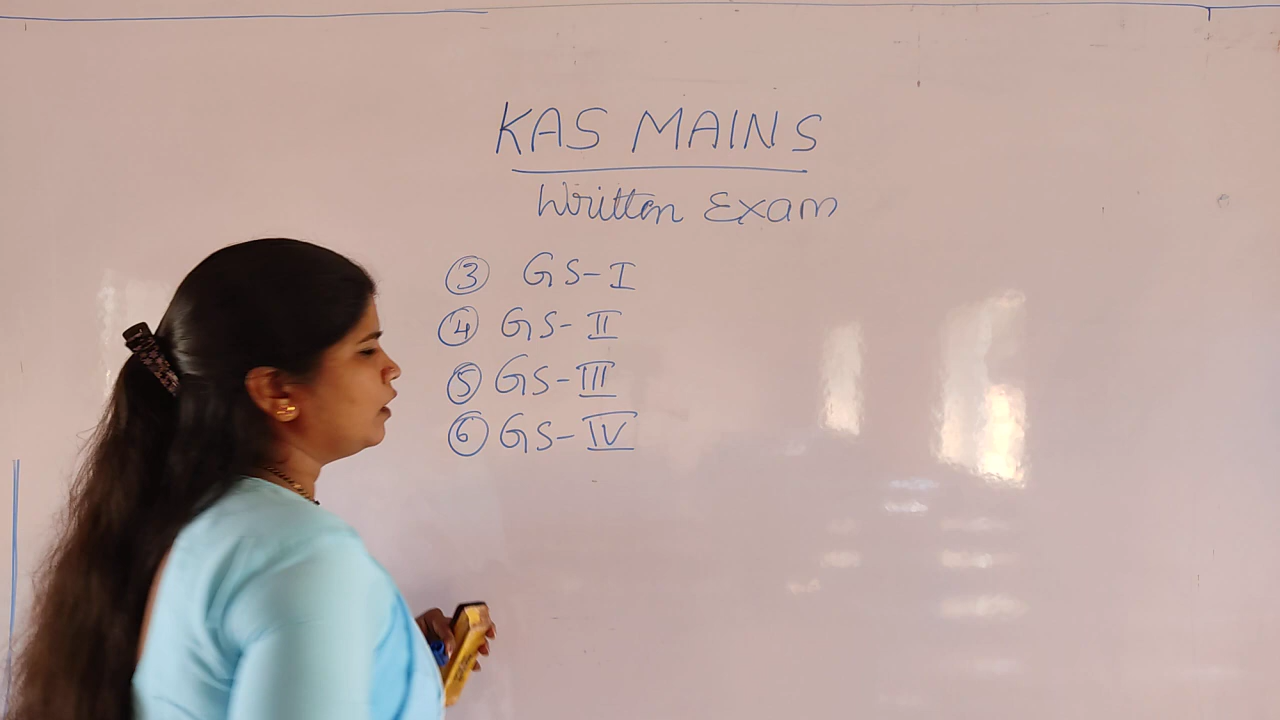 KAS MAINS
Written Exam
③ GS-I
④ GS-II
⑤ GS-III
⑥ GS-IV